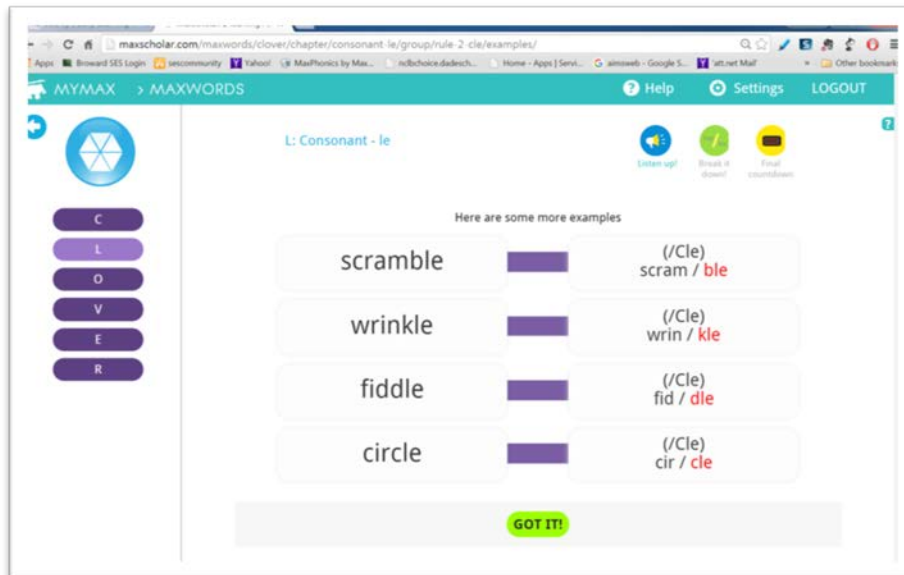 maxscholar.com/maxwords/clover/chapter/consonant-le/group/rule-2-cle/examples/
Apps Broward SES Login sescommunity Yahoo! MaxPhonics by Max... ndbchoice.dadesch... Home - Apps | Servi... aimsweb - Google S... 'att.net Mail' » Other bookmark
MYMAX > MAXWORDS Help Settings LOGOUT
L: Consonant - le
Listen up! Break it down! Final countdown
C
L
O
V
E
R
Here are some more examples
scramble
(/Cle)
scram / ble
wrinkle
(/Cle)
wrin / kle
fiddle
(/Cle)
fid / dle
circle
(/Cle)
cir / cle
GOT IT!